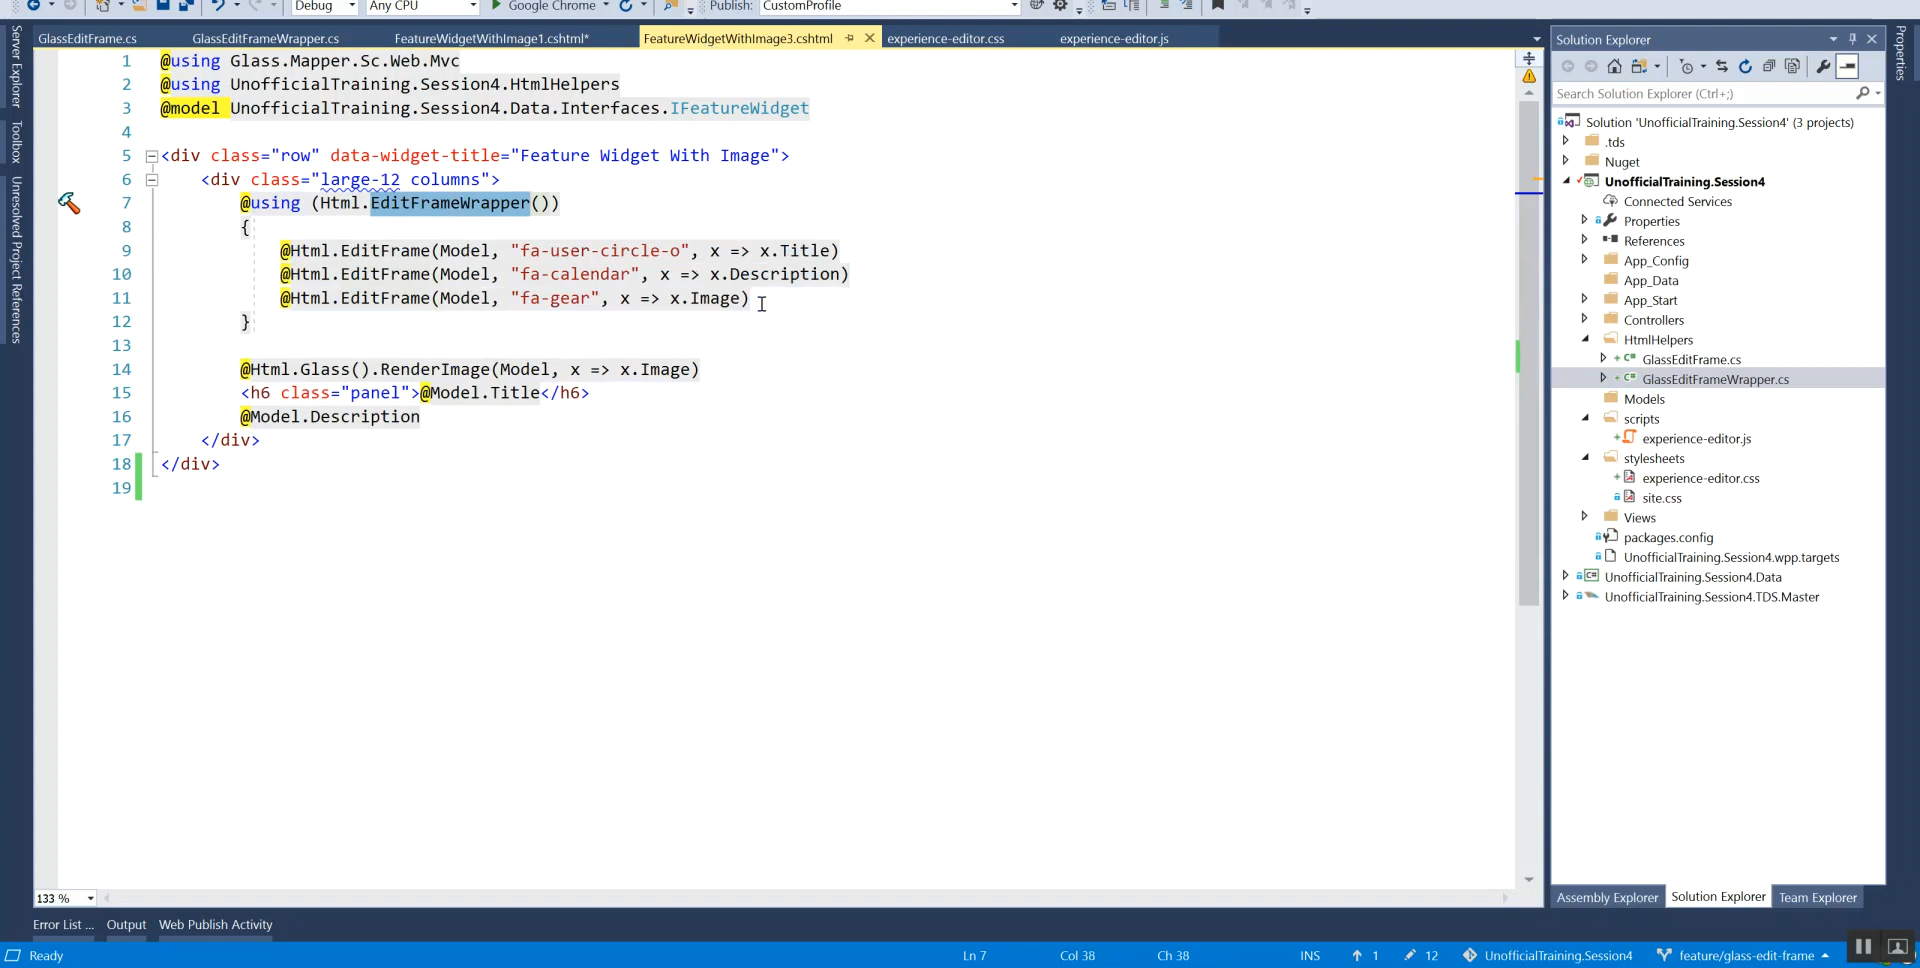 Debug Any CPU Google Chrome Publish: CustomProfile
GlassEditFrame.cs GlassEditFrameWrapper.cs FeatureWidgetWithImage1.cshtml* FeatureWidgetWithImage3.cshtml experience-editor.css experience-editor.js
Server Explorer
Toolbox
Unresolved Project References
1 @using Glass.Mapper.Sc.Web.Mvc
2 @using UnofficialTraining.Session4.HtmlHelpers
3 @model UnofficialTraining.Session4.Data.Interfaces.IFeatureWidget
4
5 <div class="row" data-widget-title="Feature Widget With Image">
6 <div class="large-12 columns">
7 @using (Html.EditFrameWrapper())
8 {
9 @Html.EditFrame(Model, "fa-user-circle-o", x => x.Title)
10 @Html.EditFrame(Model, "fa-calendar", x => x.Description)
11 @Html.EditFrame(Model, "fa-gear", x => x.Image)
12 }
13
14 @Html.Glass().RenderImage(Model, x => x.Image)
15 <h6 class="panel">@Model.Title</h6>
16 @Model.Description
17 </div>
18 </div>
19
133 %
Solution Explorer
Search Solution Explorer (Ctrl+;)
Solution 'UnofficialTraining.Session4' (3 projects)
.tds
Nuget
UnofficialTraining.Session4
Connected Services
Properties
References
App_Config
App_Data
App_Start
Controllers
HtmlHelpers
GlassEditFrame.cs
GlassEditFrameWrapper.cs
Models
scripts
experience-editor.js
stylesheets
experience-editor.css
site.css
Views
packages.config
UnofficialTraining.Session4.wpp.targets
UnofficialTraining.Session4.Data
UnofficialTraining.Session4.TDS.Master
Assembly Explorer Solution Explorer Team Explorer
Properties
Error List ... Output Web Publish Activity
Ready Ln 7 Col 38 Ch 38 INS 1 12 UnofficialTraining.Session4 feature/glass-edit-frame